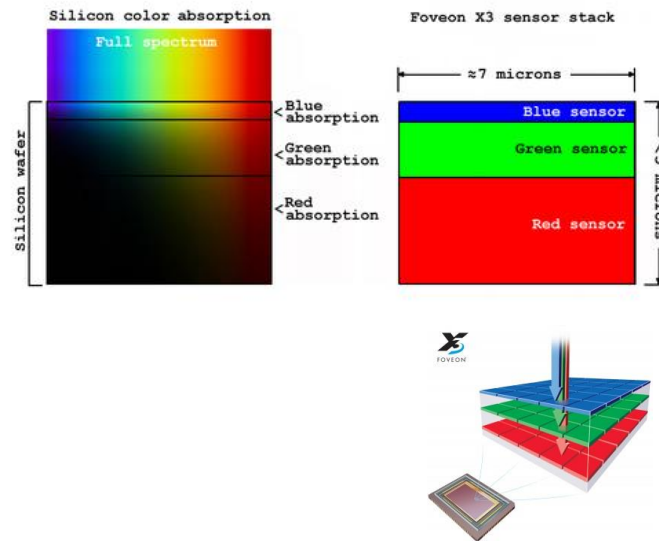 Silicon color absorption
Full spectrum
Silicon wafer
Blue
absorption
Green
absorption
Red
absorption
Foveon X3 sensor stack
≈7 microns
Blue sensor
Green sensor
Red sensor
X3
FOVEON